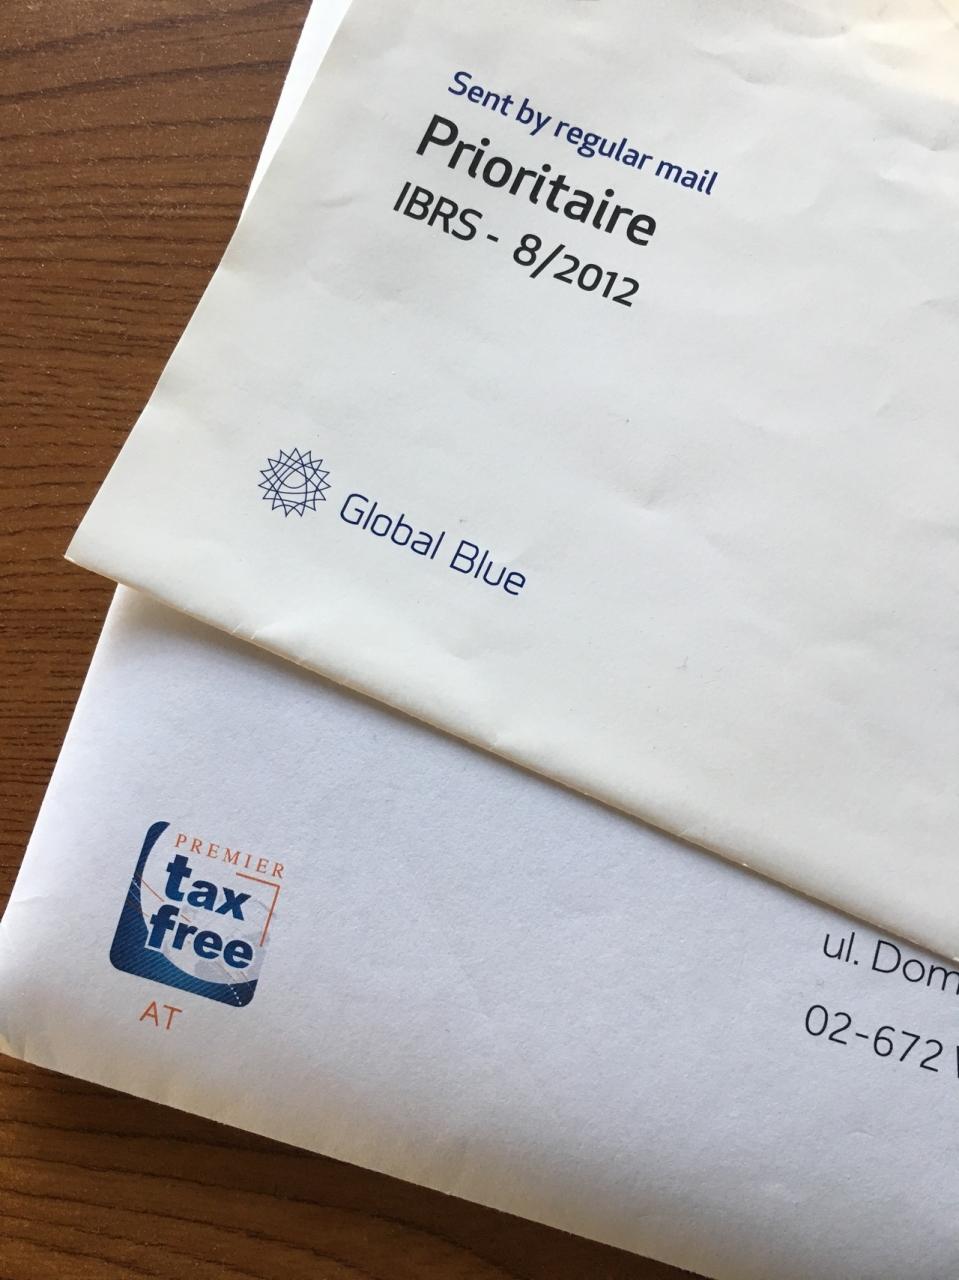 Sent by regular mail
Prioritaire
IBRS - 8/2012
Global Blue
PREMIER
tax
free
AT
ul. Dom
02-672